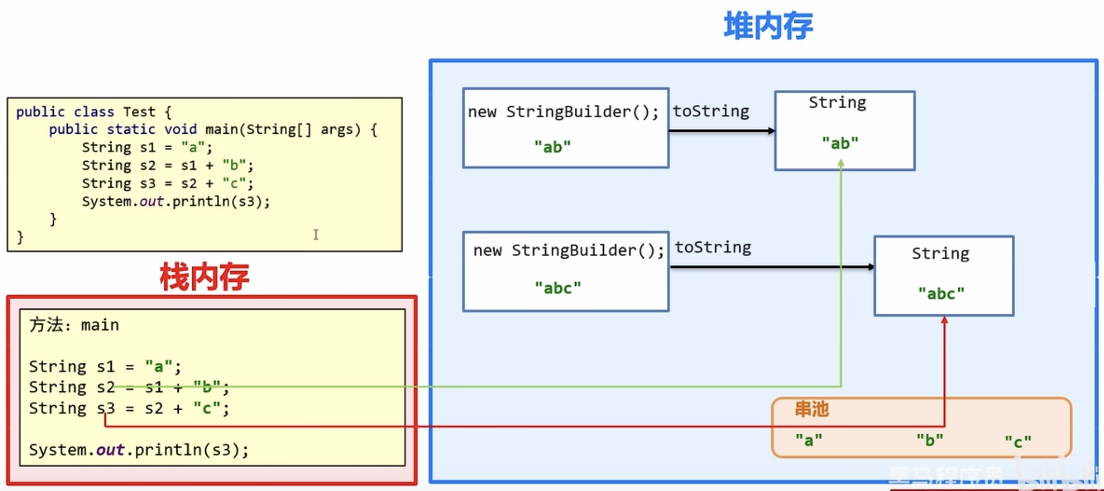 堆内存
public class Test {
public static void main(String[] args) {
String s1 = "a";
String s2 = s1 + "b";
String s3 = s2 + "c";
System.out.println(s3);
}
}
new StringBuilder();
"ab"
toString
String
"ab"
new StringBuilder();
"abc"
toString
String
"abc"
栈内存
方法：main
String s1 = "a";
String s2 = s1 + "b";
String s3 = s2 + "c";
System.out.println(s3);
串池
"a" "b" "c"
黑马程序员